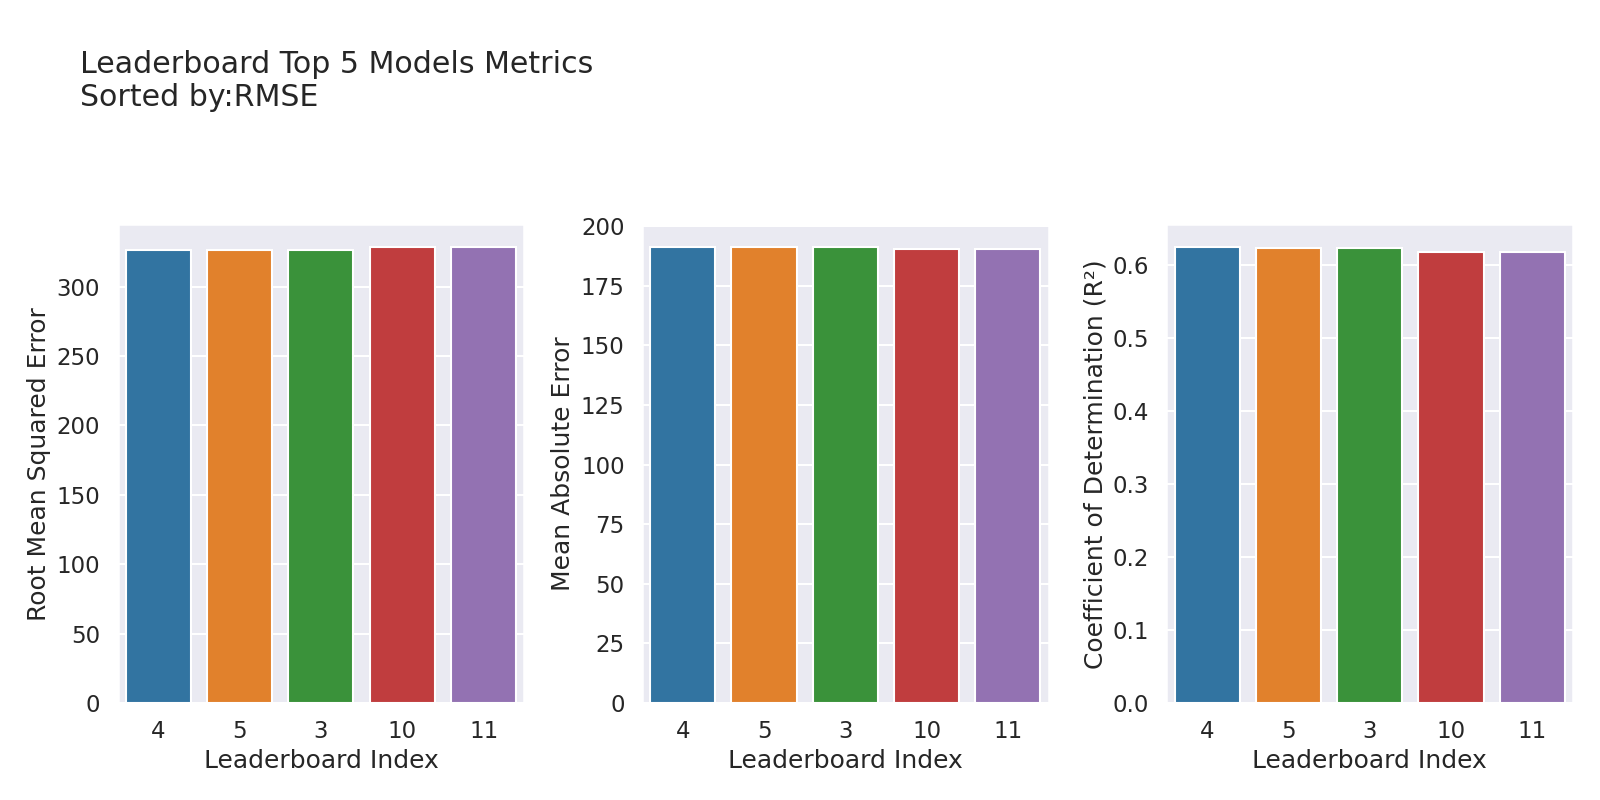 Leaderboard Top 5 Models Metrics
Sorted by:RMSE
Root Mean Squared Error
300
250
200
150
100
50
0
4 5 3 10 11
Leaderboard Index
Mean Absolute Error
200
175
150
125
100
75
50
25
0
4 5 3 10 11
Leaderboard Index
Coefficient of Determination (R²)
0.6
0.5
0.4
0.3
0.2
0.1
0.0
4 5 3 10 11
Leaderboard Index